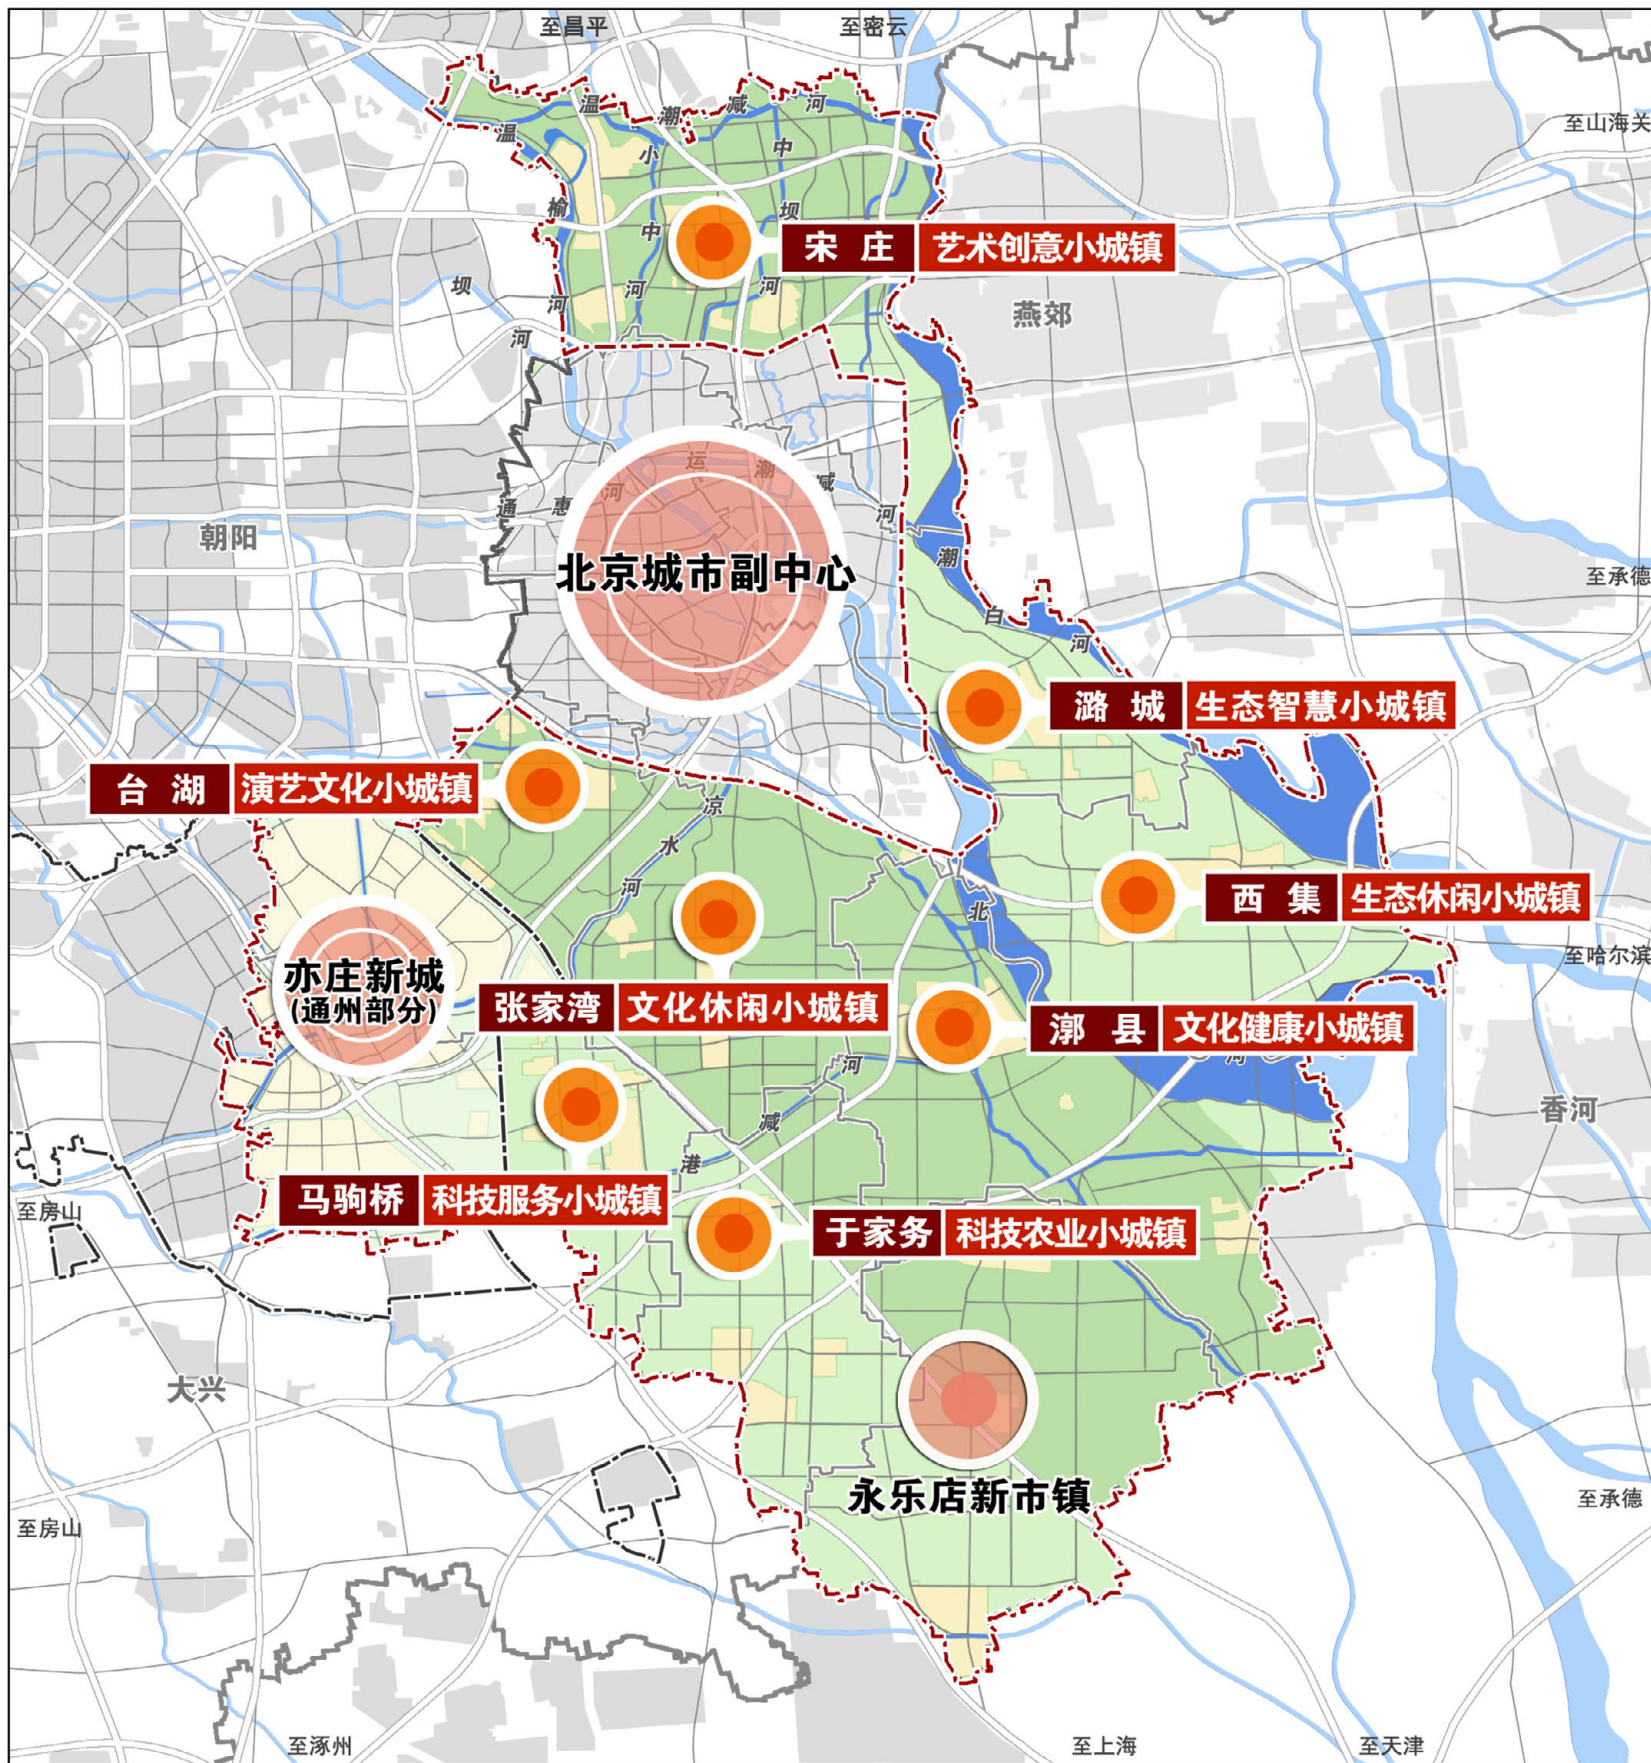 至昌平
至密云
至山海关
温
潮
减
河
温
小
中
榆
中
坝
宋庄 艺术创意小城镇
河
河
河
坝
河
燕郊
运
潮
减
河
通
惠
河
朝阳
潮
北京城市副中心
至承德
白
河
潞城 生态智慧小城镇
台湖 演艺文化小城镇
凉
水
河
西集 生态休闲小城镇
北
至哈尔滨
亦庄新城
(通州部分)
张家湾 文化休闲小城镇
漷县 文化健康小城镇
河
河
减
港
香河
马驹桥 科技服务小城镇
至房山
于家务 科技农业小城镇
大兴
永乐店新市镇
至承德
至房山
至涿州
至上海
至天津